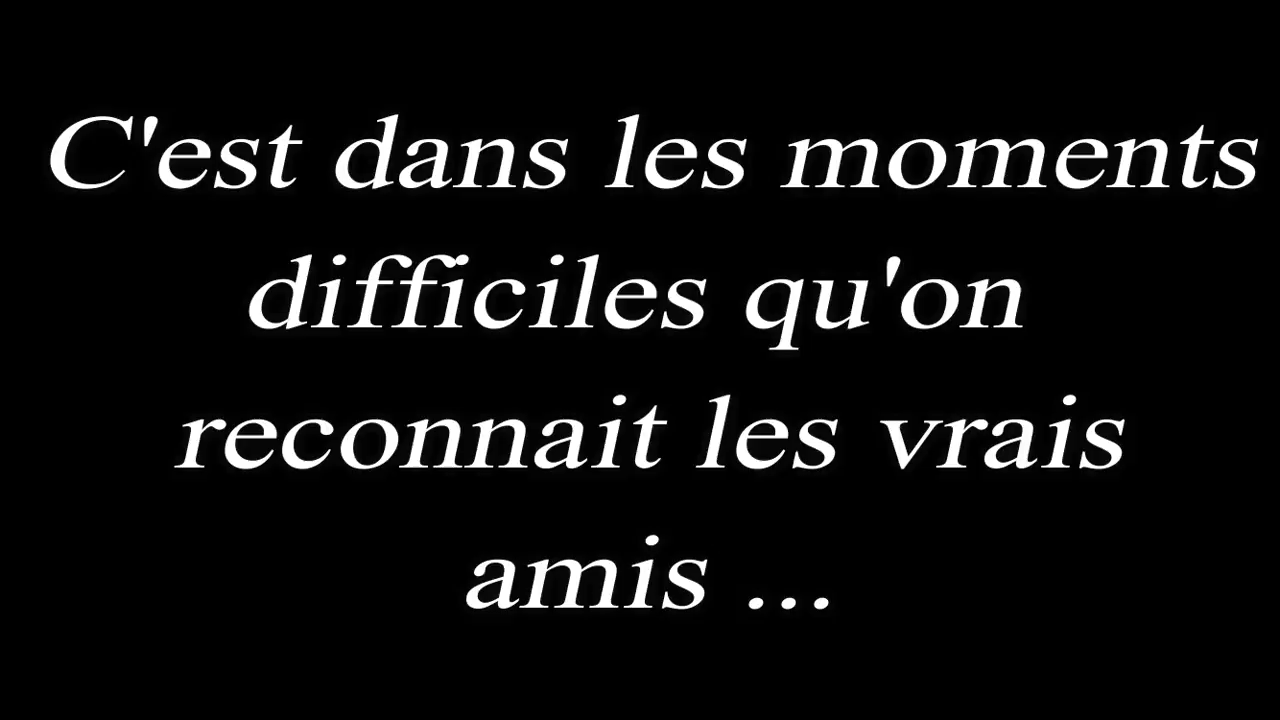 C'est dans les moments
difficiles qu'on
reconnait les vrais
amis ...